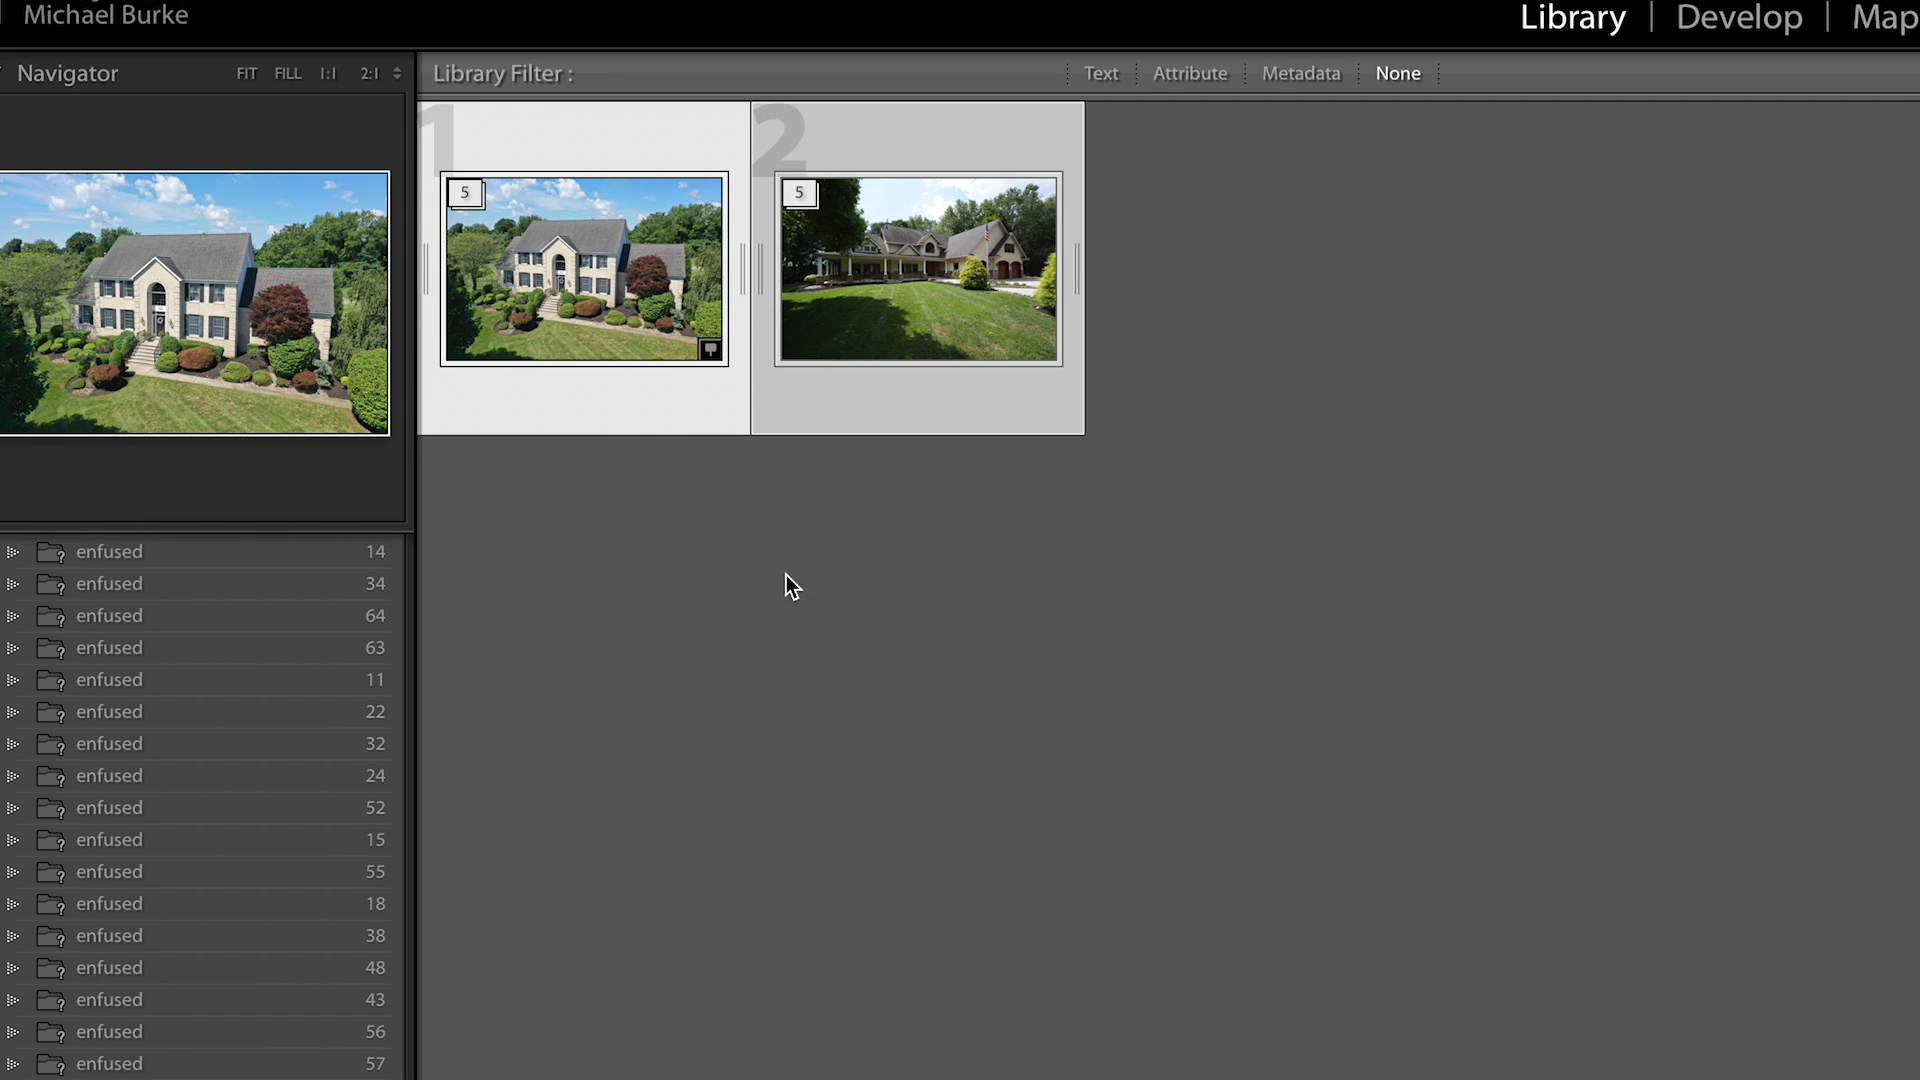 Michael Burke
Library | Develop | Map
Navigator FIT FILL 1:1 2:1
Library Filter : Text Attribute Metadata None
1 2
5 5
enfused 14
enfused 34
enfused 64
enfused 63
enfused 11
enfused 22
enfused 32
enfused 24
enfused 52
enfused 15
enfused 55
enfused 18
enfused 38
enfused 48
enfused 43
enfused 56
enfused 57